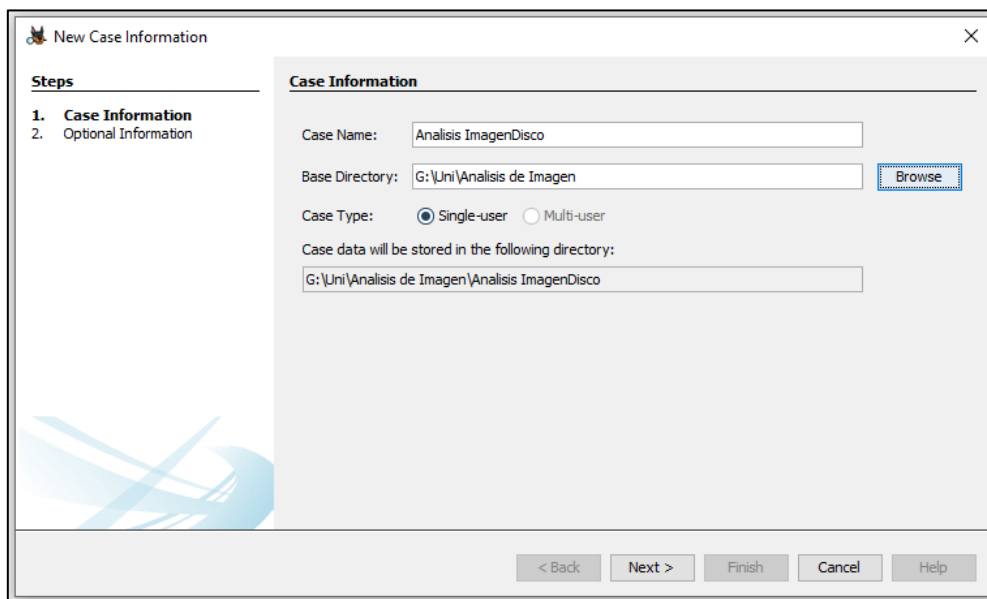 New Case Information
Steps
1. Case Information
2. Optional Information
Case Information
Case Name: Analisis ImagenDisco
Base Directory: G:\Uni\Analisis de Imagen Browse
Case Type: Single-user Multi-user
Case data will be stored in the following directory:
G:\Uni\Analisis de Imagen\Analisis ImagenDisco
< Back Next > Finish Cancel Help